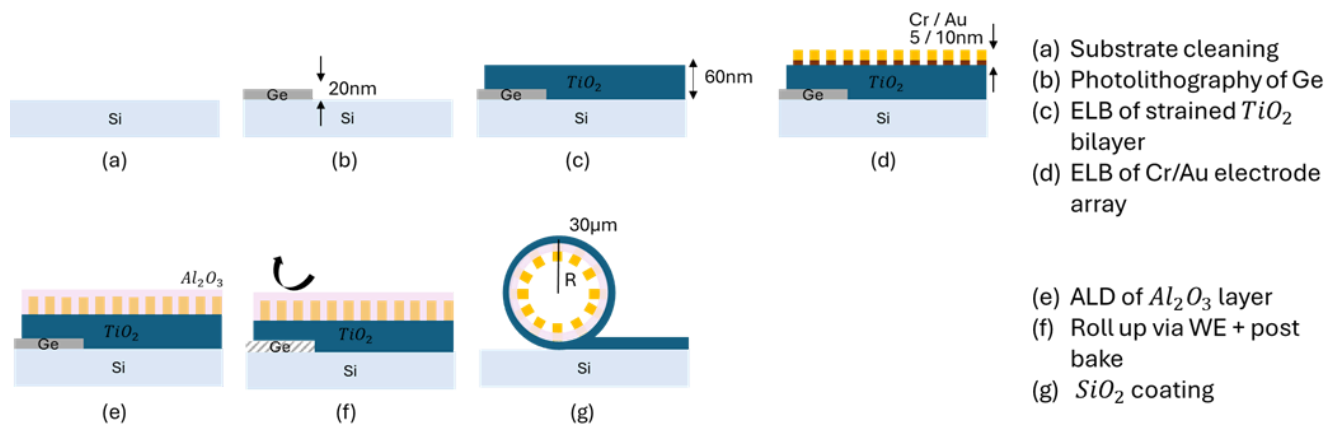 Si
(a)
Ge
20nm
Si
(b)
TiO₂
Ge
60nm
Si
(c)
Cr / Au
5 / 10nm
TiO₂
Ge
Si
(d)
(a) Substrate cleaning
(b) Photolithography of Ge
(c) ELB of strained TiO₂
bilayer
(d) ELB of Cr/Au electrode
array
Al₂O₃
TiO₂
Ge
Si
(e)
TiO₂
Ge
Si
(f)
30µm
R
Si
(g)
(e) ALD of Al₂O₃ layer
(f) Roll up via WE + post
bake
(g) SiO₂ coating